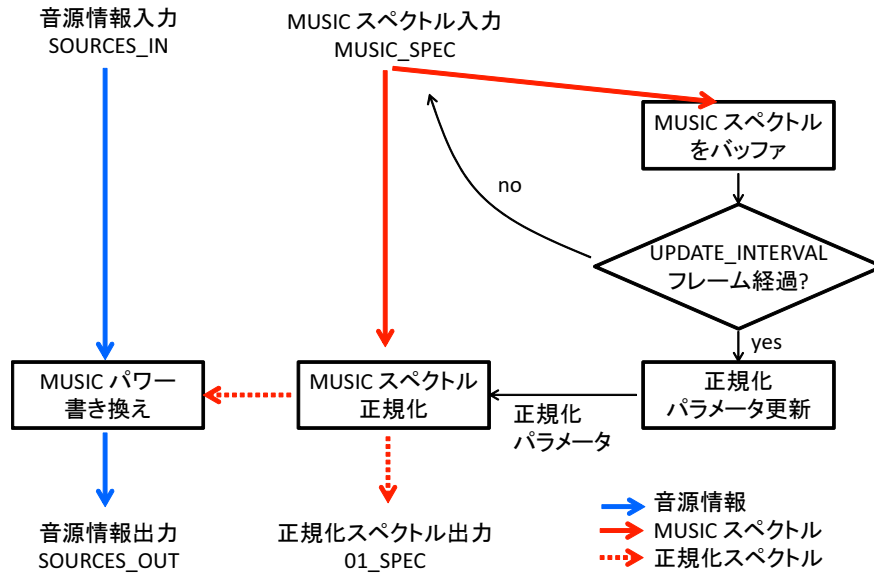 音源情報入力
SOURCES_IN
MUSIC スペクトル入力
MUSIC_SPEC
MUSIC スペクトル
をバッファ
no
UPDATE_INTERVAL
フレーム経過?
yes
MUSIC パワー
書き換え
MUSIC スペクトル
正規化
正規化
パラメータ
正規化
パラメータ更新
音源情報出力
SOURCES_OUT
正規化スペクトル出力
01_SPEC
音源情報
MUSIC スペクトル
正規化スペクトル